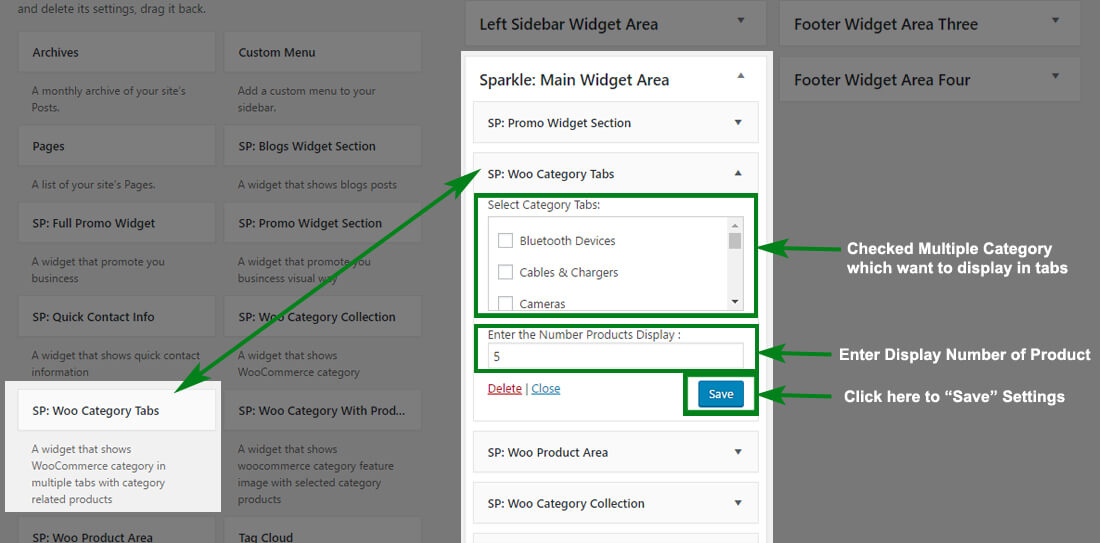 and delete its settings, drag it back.
Archives
Custom Menu
A monthly archive of your site's
Posts.
Add a custom menu to your
sidebar.
Pages
SP: Blogs Widget Section
A list of your site's Pages.
A widget that shows blogs posts
SP: Full Promo Widget
SP: Promo Widget Section
A widget that promote you
business
A widget that promote you
business visual way
SP: Quick Contact Info
SP: Woo Category Collection
A widget that shows quick contact
information
A widget that shows
WooCommerce category
SP: Woo Category Tabs
SP: Woo Category With Prod...
A widget that shows
WooCommerce category in
multiple tabs with category
related products
A widget that shows
woocommerce category feature
image with selected category
products
SP: Woo Product Area
Tag Cloud
Left Sidebar Widget Area
Sparkle: Main Widget Area
SP: Promo Widget Section
SP: Woo Category Tabs
Select Category Tabs:
Bluetooth Devices
Cables & Chargers
Cameras
Enter the Number Products Display :
5
Delete | Close
Save
SP: Woo Product Area
SP: Woo Category Collection
Footer Widget Area Three
Footer Widget Area Four
Checked Multiple Category
which want to display in tabs
Enter Display Number of Product
Click here to “Save” Settings